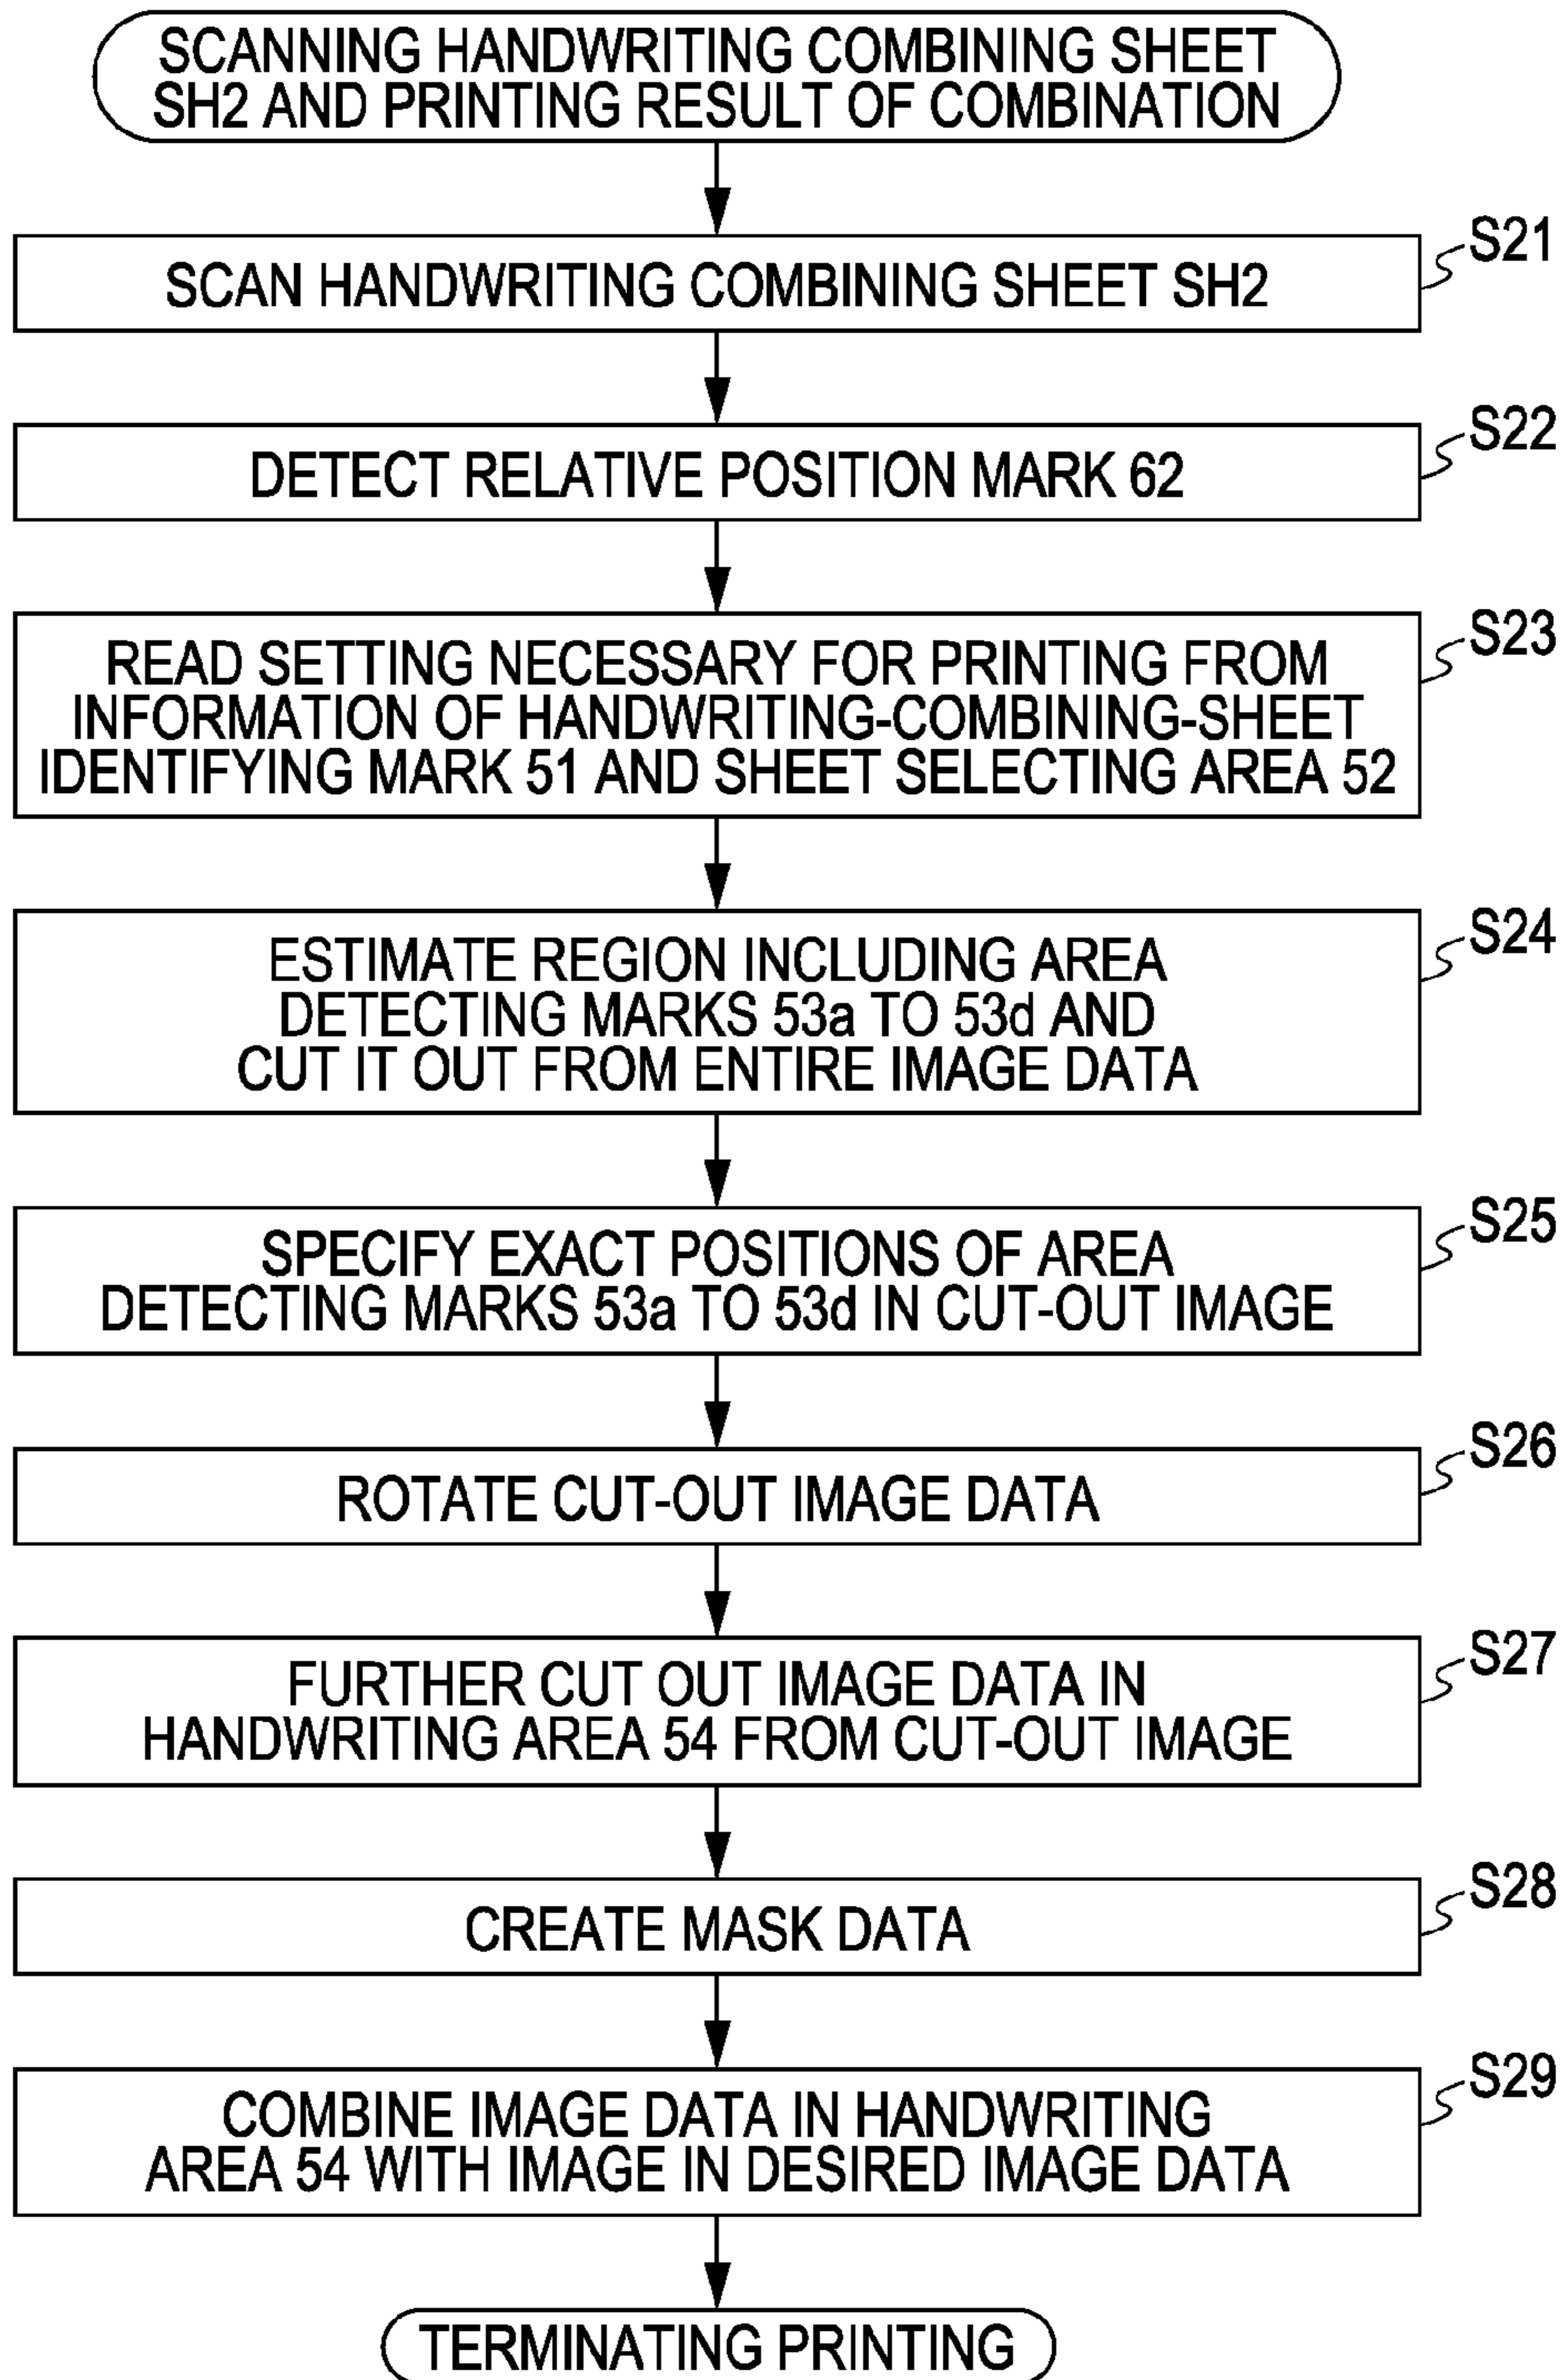 SCANNING HANDWRITING COMBINING SHEET
SH2 AND PRINTING RESULT OF COMBINATION
S21
SCAN HANDWRITING COMBINING SHEET SH2
S22
DETECT RELATIVE POSITION MARK 62
S23
READ SETTING NECESSARY FOR PRINTING FROM
INFORMATION OF HANDWRITING-COMBINING-SHEET
IDENTIFYING MARK 51 AND SHEET SELECTING AREA 52
S24
ESTIMATE REGION INCLUDING AREA
DETECTING MARKS 53a TO 53d AND
CUT IT OUT FROM ENTIRE IMAGE DATA
S25
SPECIFY EXACT POSITIONS OF AREA
DETECTING MARKS 53a TO 53d IN CUT-OUT IMAGE
S26
ROTATE CUT-OUT IMAGE DATA
S27
FURTHER CUT OUT IMAGE DATA IN
HANDWRITING AREA 54 FROM CUT-OUT IMAGE
S28
CREATE MASK DATA
S29
COMBINE IMAGE DATA IN HANDWRITING
AREA 54 WITH IMAGE IN DESIRED IMAGE DATA
TERMINATING PRINTING